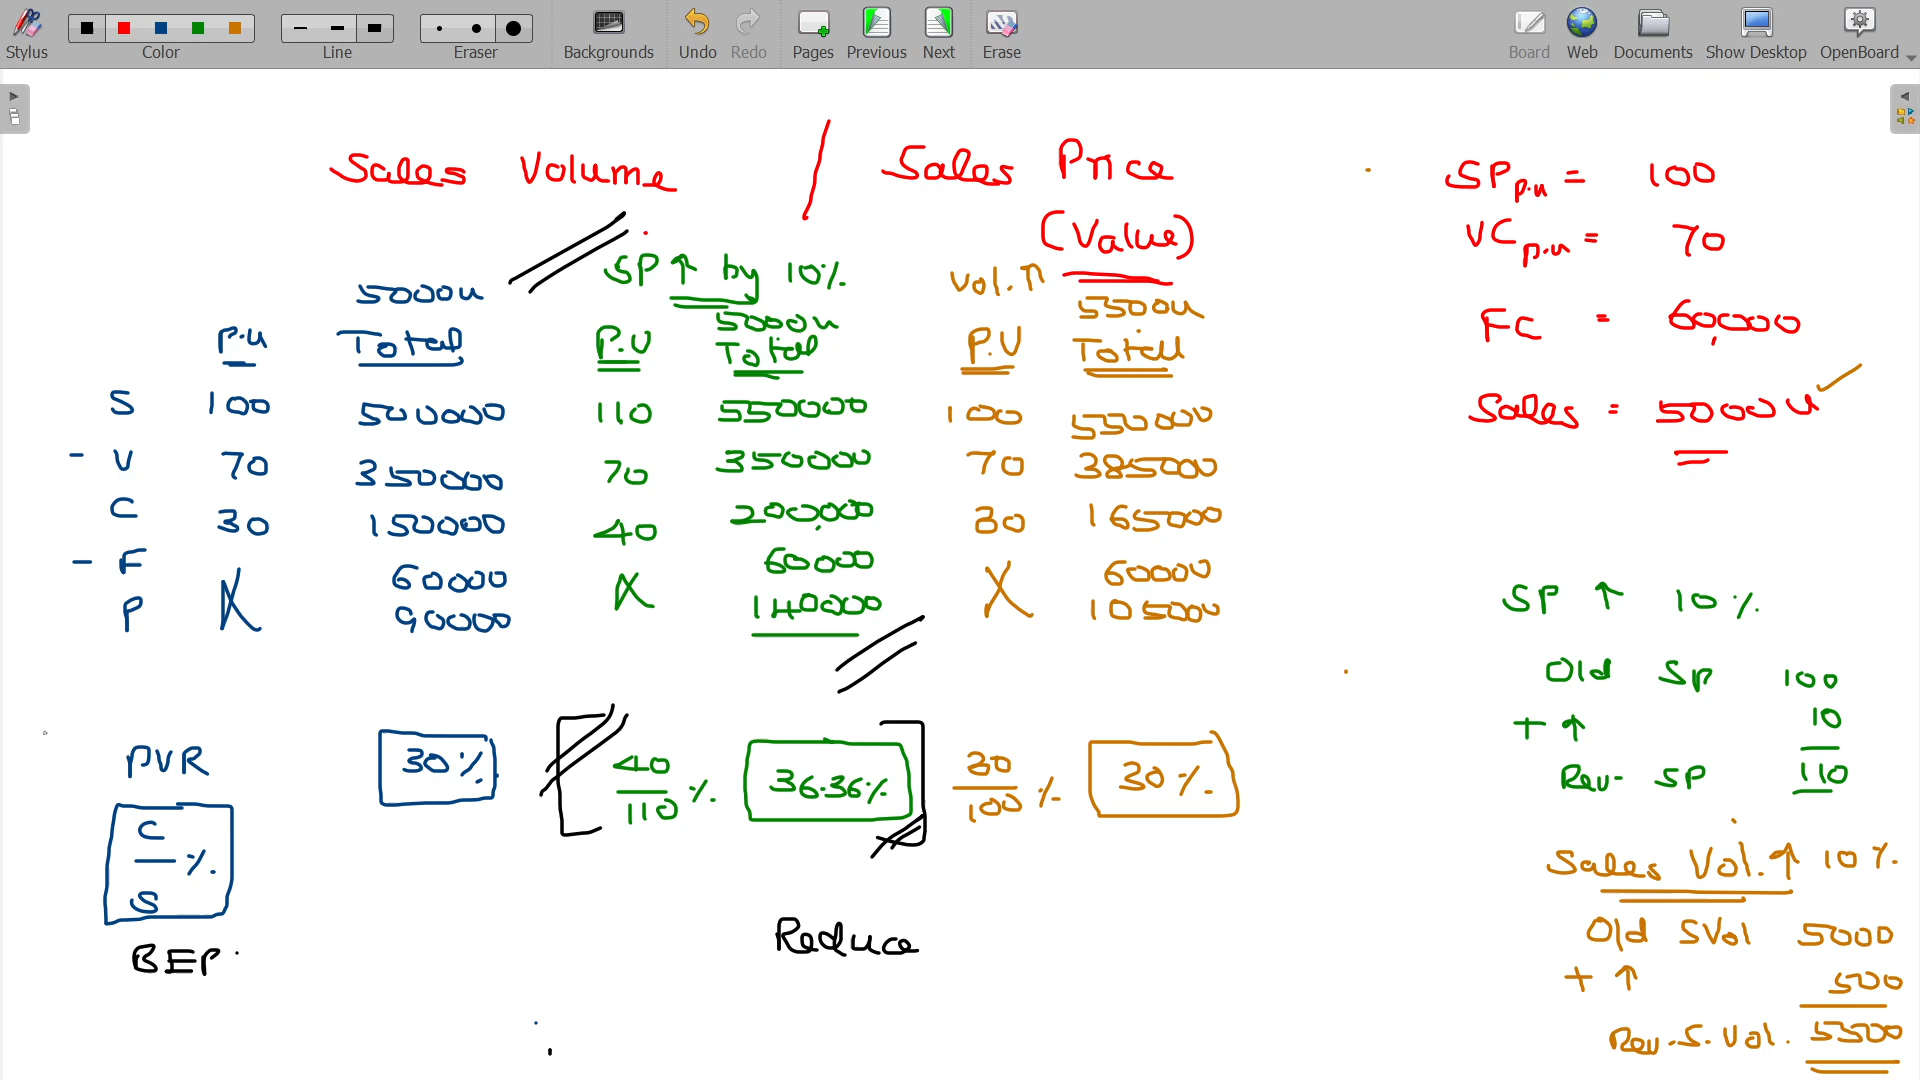 Stylus Color Line Eraser Backgrounds Undo Redo Pages Previous Next Erase Board Web Documents Show Desktop OpenBoard
Sales Volume / Sales Price
(Value)
SP↑ by 10%
Vol.↑
5000u 5000u 5500u
P.U Total P.U Total P.U Total
S 100 500000 110 550000 100 550000
- V 70 350000 70 350000 70 385000
C 30 150000 40 200000 30 165000
- F 60000 60000 60000
P X 90000 X 140000 X 105000
PVR 30% 40/110 % 36.36% 30/100 % 30%
C/S %
BEP Reduce
SP p.u = 100
VC p.u = 70
FC = 60,000
Sales = 5000u ✓
SP ↑ 10%
Old SP 100
+ ↑ 10
Rev. SP 110
Sales Vol.↑ 10%
Old SVol 5000
+ ↑ 500
Rev.S.Vol. 5500